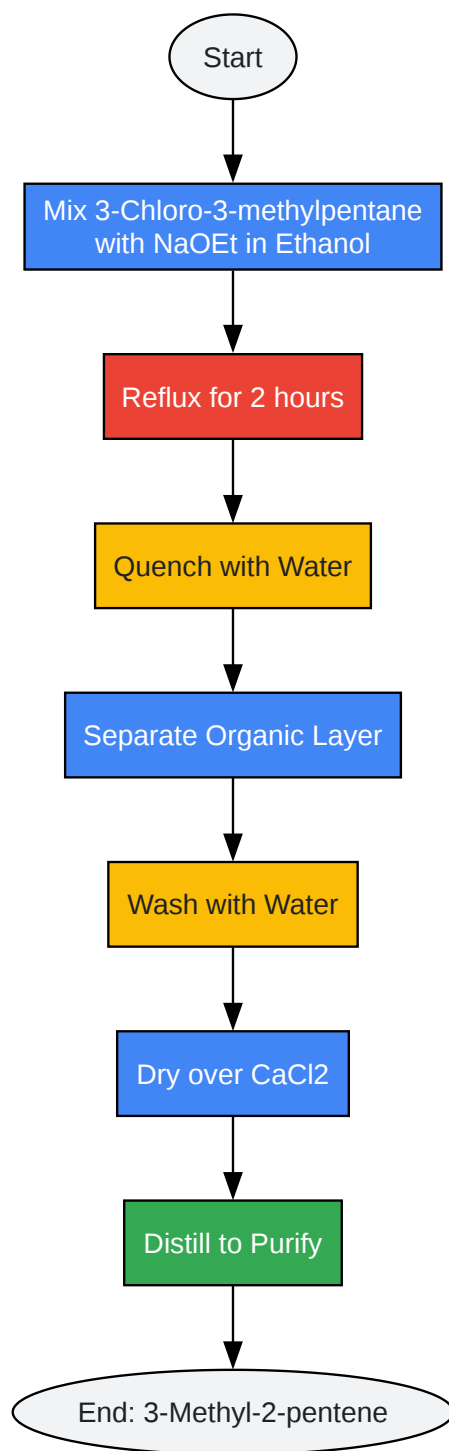 Start
Mix 3-Chloro-3-methylpentane
with NaOEt in Ethanol
Reflux for 2 hours
Quench with Water
Separate Organic Layer
Wash with Water
Dry over CaCl2
Distill to Purify
End: 3-Methyl-2-pentene